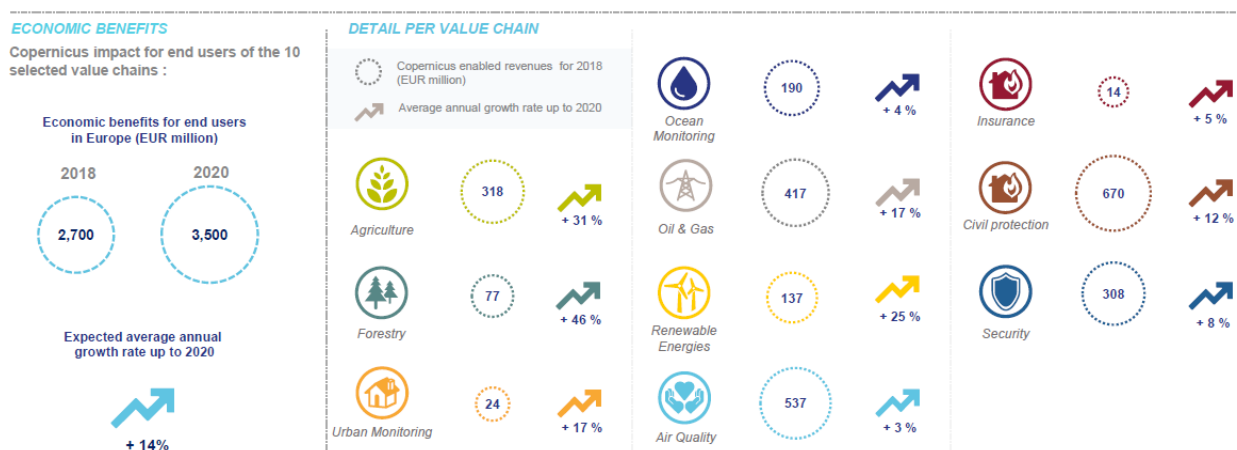 ECONOMIC BENEFITS
Copernicus impact for end users of the 10
selected value chains :
Economic benefits for end users
in Europe (EUR million)
2018
2020
2,700
3,500
Expected average annual
growth rate up to 2020
+ 14%
DETAIL PER VALUE CHAIN
Copernicus enabled revenues for 2018
(EUR million)
Average annual growth rate up to 2020
318
+ 31 %
Agriculture
77
+ 46 %
Forestry
24
+ 17 %
Urban Monitoring
190
+ 4 %
Ocean
Monitoring
417
+ 17 %
Oil & Gas
137
+ 25 %
Renewable
Energies
537
+ 3 %
Air Quality
14
+ 5 %
Insurance
670
+ 12 %
Civil protection
308
+ 8 %
Security